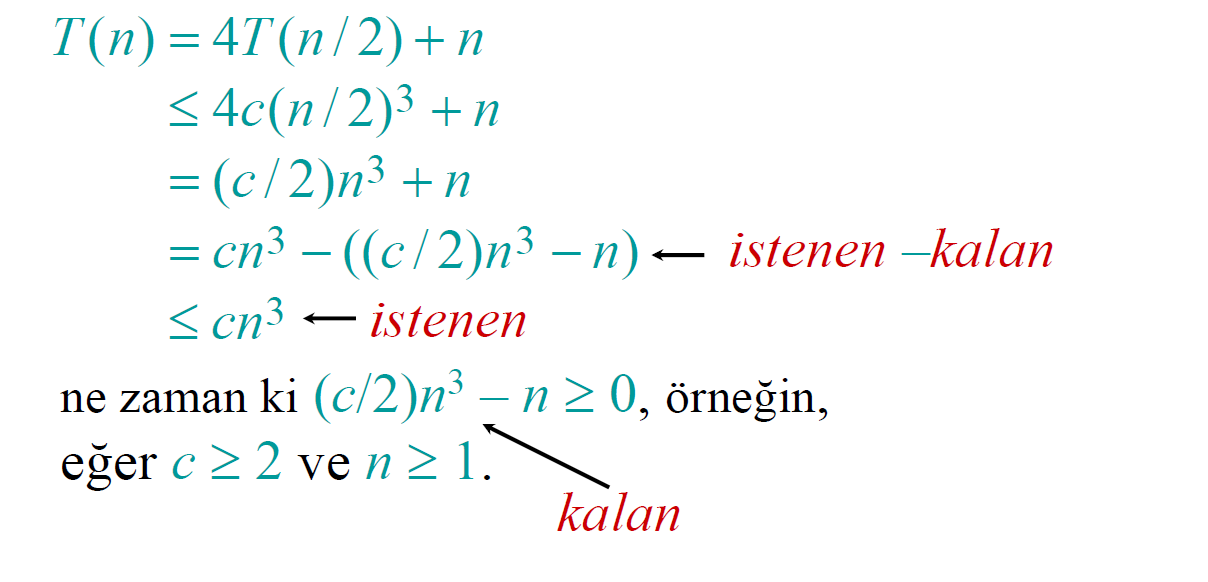 T(n) = 4T(n/2) + n
≤ 4c(n/2)³ + n
= (c/2)n³ + n
= cn³ – ((c/2)n³ – n) ← istenen –kalan
≤ cn³ ← istenen
ne zaman ki (c/2)n³ – n ≥ 0, örneğin,
eğer c ≥ 2 ve n ≥ 1.
kalan